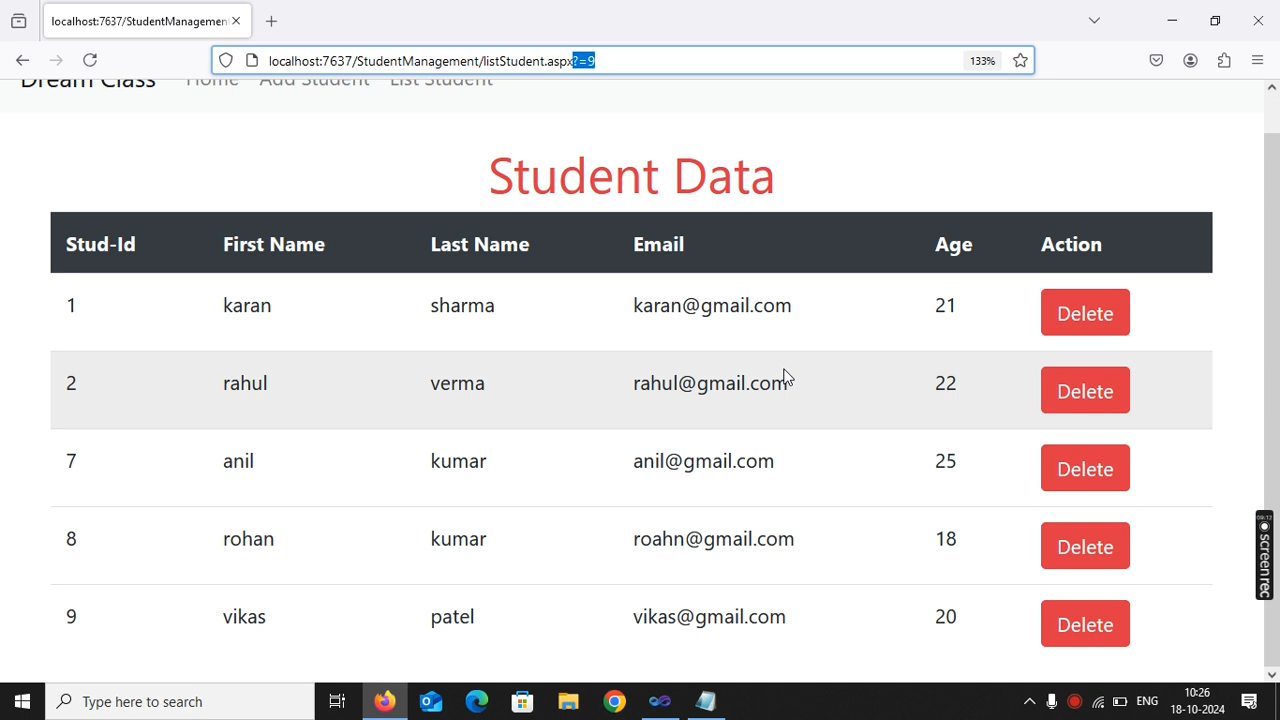 localhost:7637/StudentManagement
localhost:7637/StudentManagement/listStudent.aspx?=9
133%
Dream Class Home Add Student List Student
Student Data
Stud-Id First Name Last Name Email Age Action
1 karan sharma karan@gmail.com 21 Delete
2 rahul verma rahul@gmail.com 22 Delete
7 anil kumar anil@gmail.com 25 Delete
8 rohan kumar roahn@gmail.com 18 Delete
9 vikas patel vikas@gmail.com 20 Delete
screen rec
Type here to search
ENG
10:26
18-10-2024